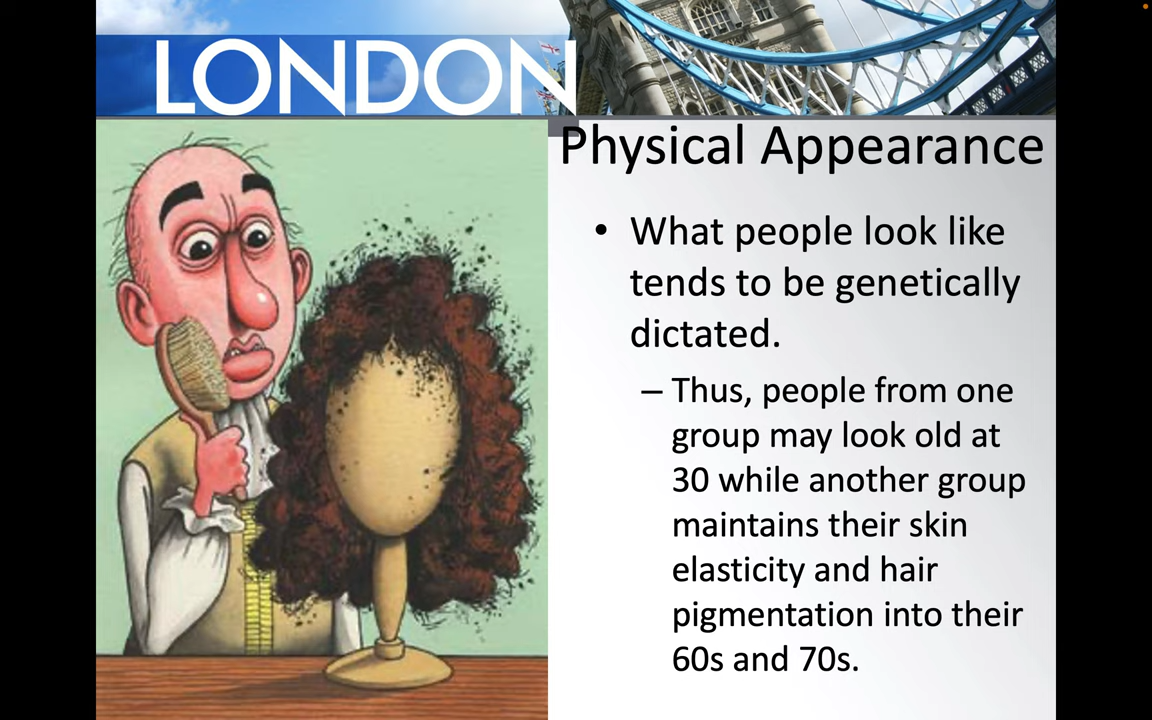 LONDON
Physical Appearance
• What people look like
tends to be genetically
dictated.
– Thus, people from one
group may look old at
30 while another group
maintains their skin
elasticity and hair
pigmentation into their
60s and 70s.